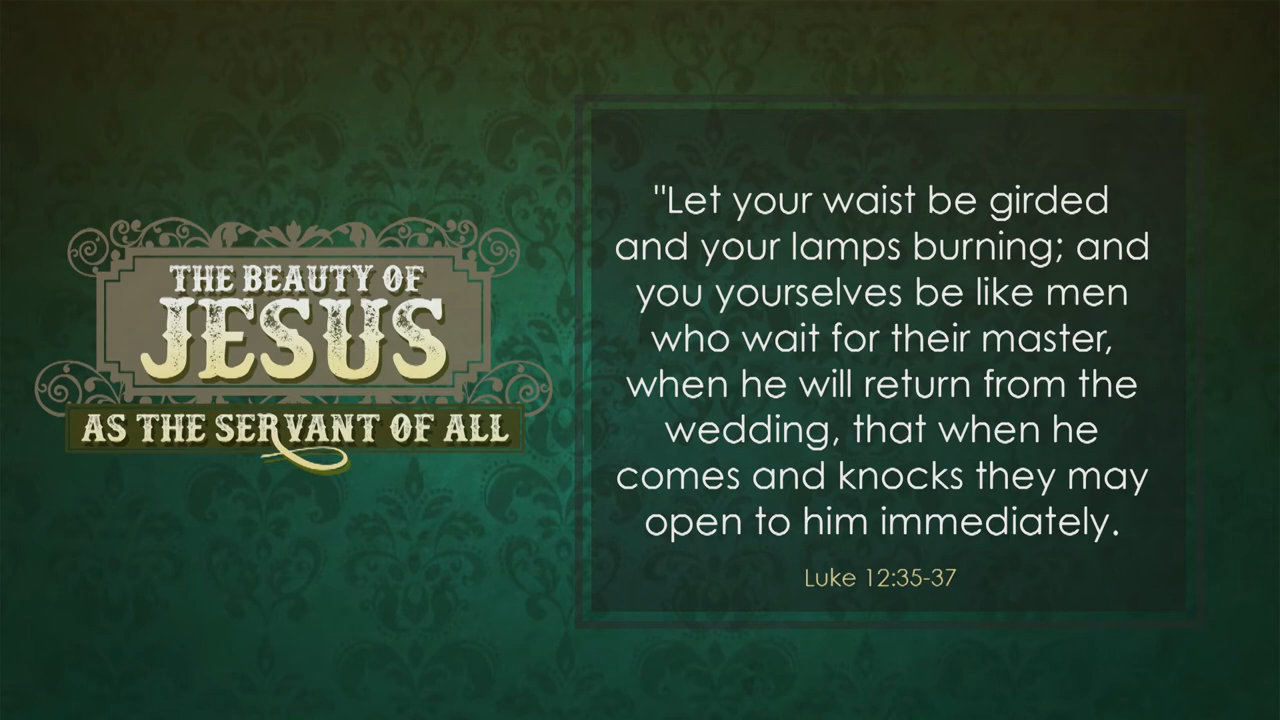 THE BEAUTY OF
JESUS
AS THE SERVANT OF ALL
"Let your waist be girded
and your lamps burning; and
you yourselves be like men
who wait for their master,
when he will return from the
wedding, that when he
comes and knocks they may
open to him immediately.
Luke 12:35-37